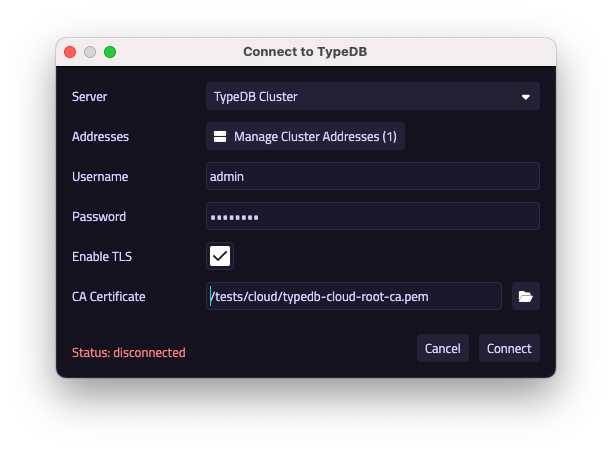 Connect to TypeDB
Server TypeDB Cluster
Addresses Manage Cluster Addresses (1)
Username admin
Password ••••••••
Enable TLS
CA Certificate /tests/cloud/typedb-cloud-root-ca.pem
Status: disconnected Cancel Connect